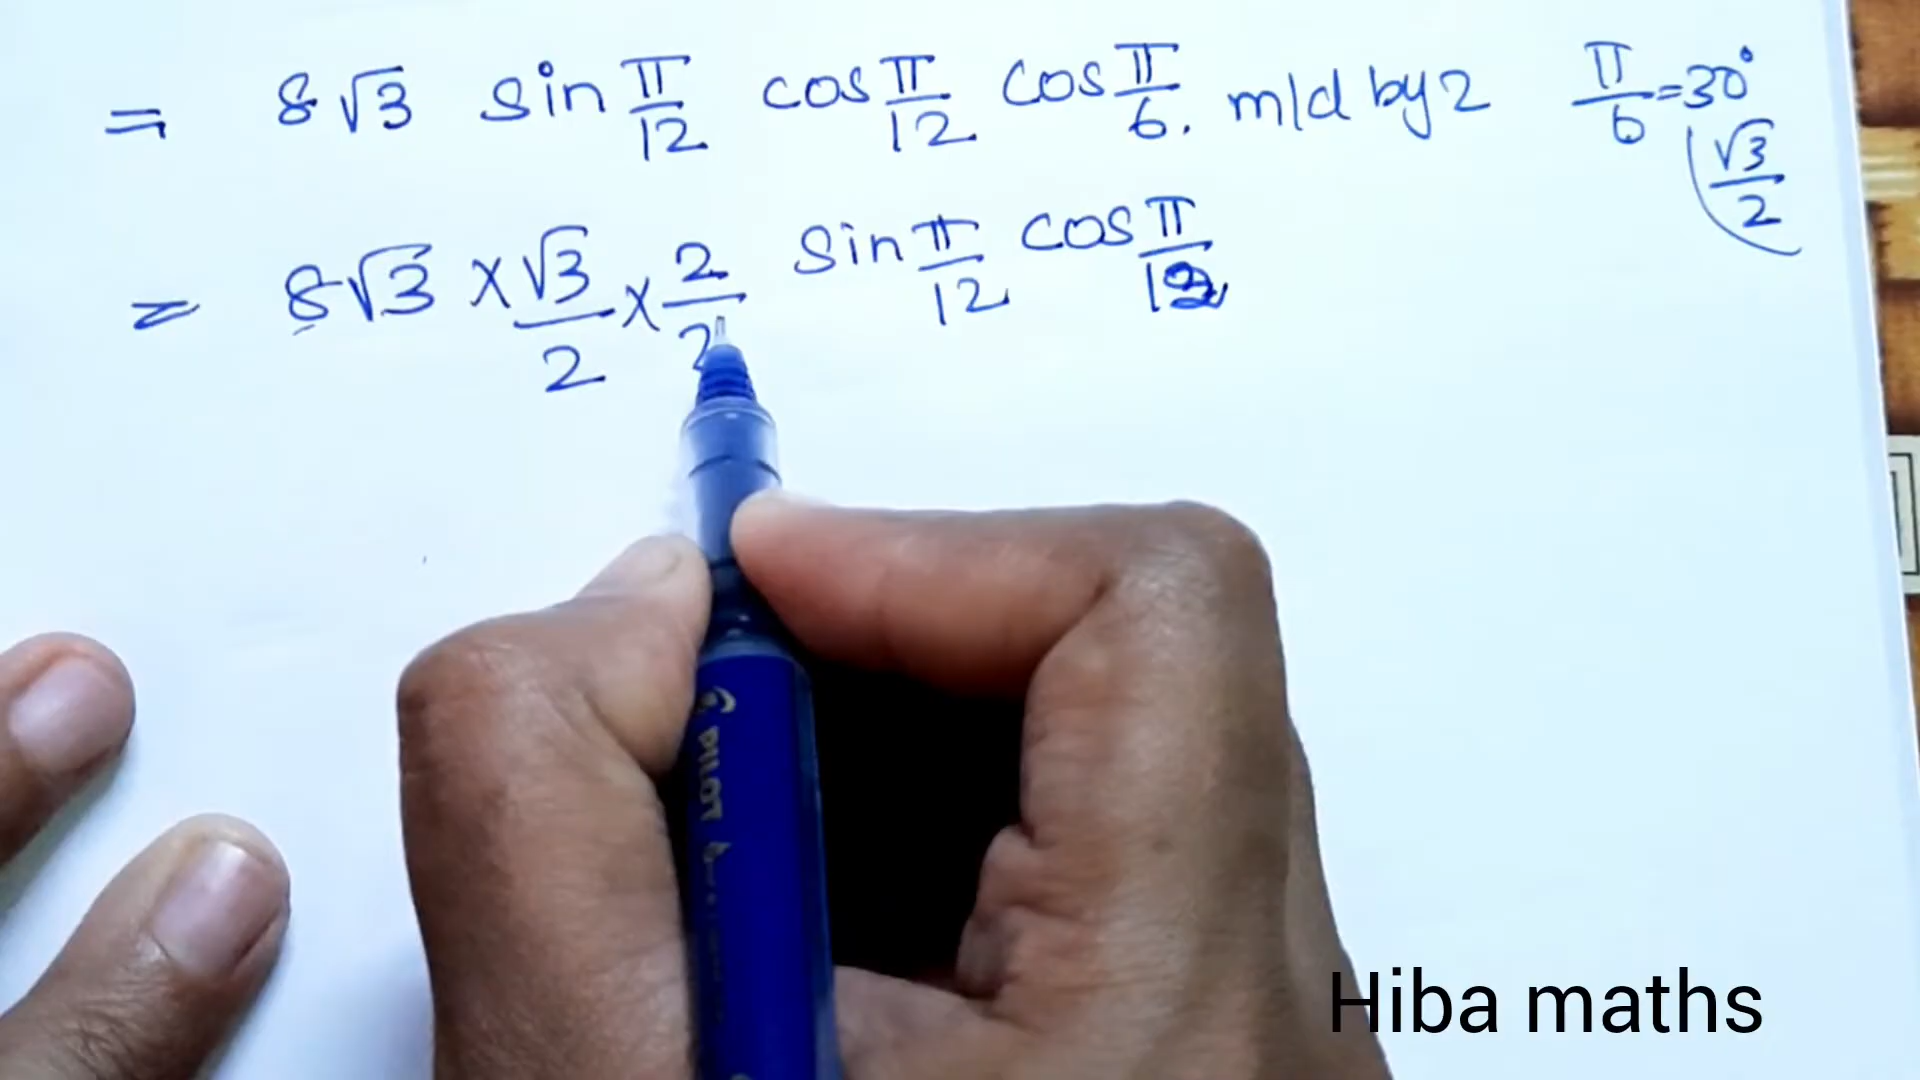 = 8√3 sin π/12 cos π/12 cos π/6. m/d by 2 π/6 = 30°
√3/2
= 8√3 × √3/2 × 2/2 sin π/12 cos π/12
PILOT
Hiba maths